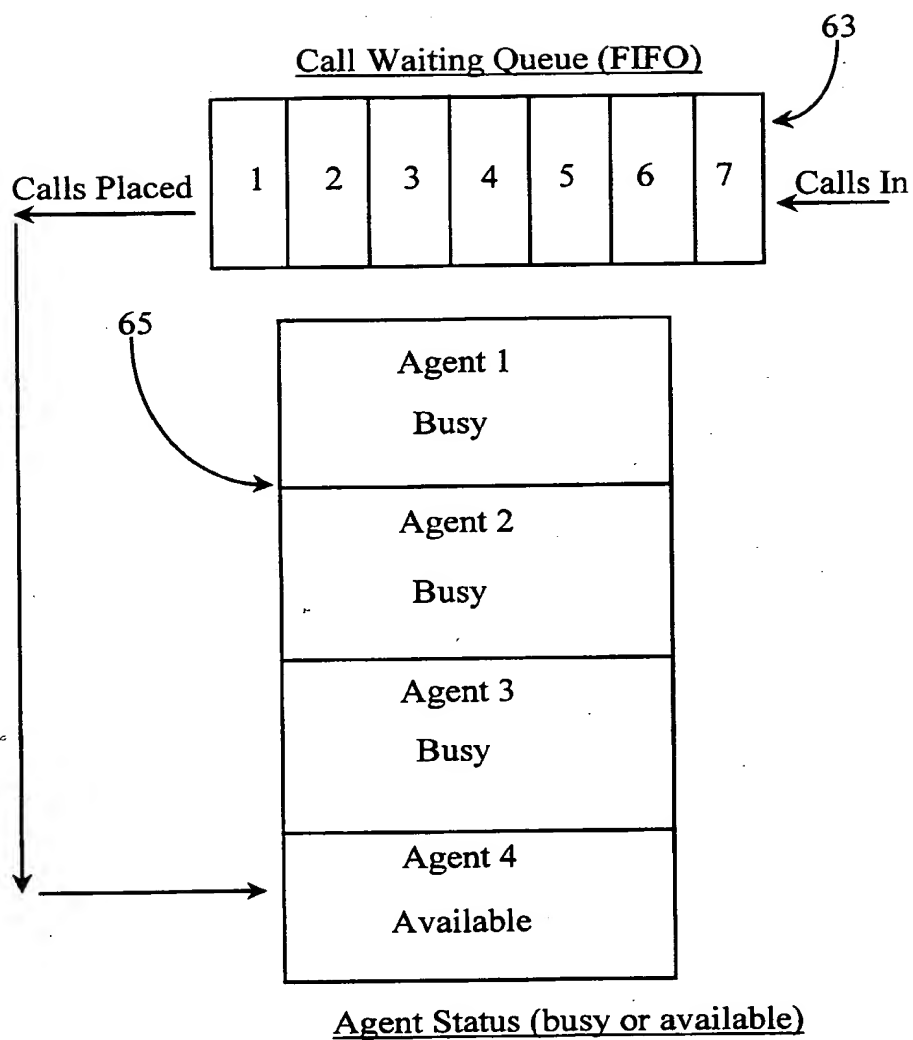 63
Call Waiting Queue (FIFO)
Calls Placed
1 2 3 4 5 6 7
Calls In
65
Agent 1
Busy
Agent 2
Busy
Agent 3
Busy
Agent 4
Available
Agent Status (busy or available)